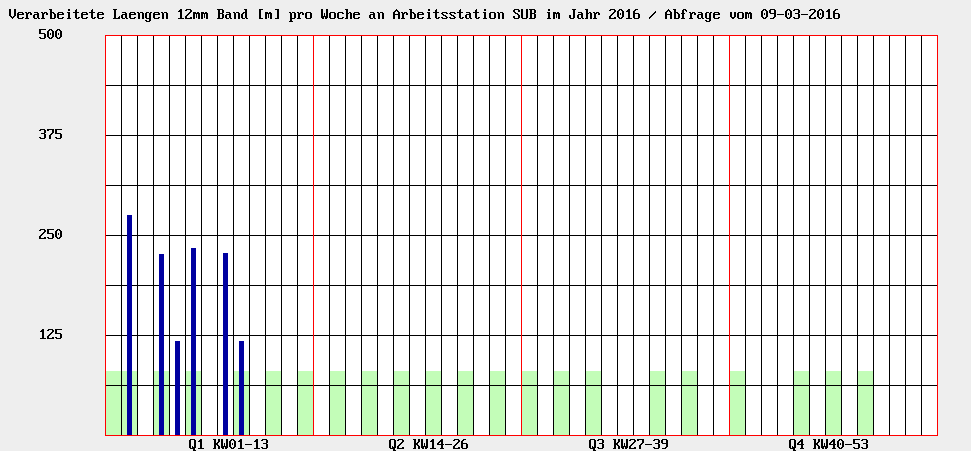 Verarbeitete Laengen 12mm Band [m] pro Woche an Arbeitsstation SUB im Jahr 2016 / Abfrage vom 09-03-2016
500
375
250
125
Q1 KW01-13 Q2 KW14-26 Q3 KW27-39 Q4 KW40-53